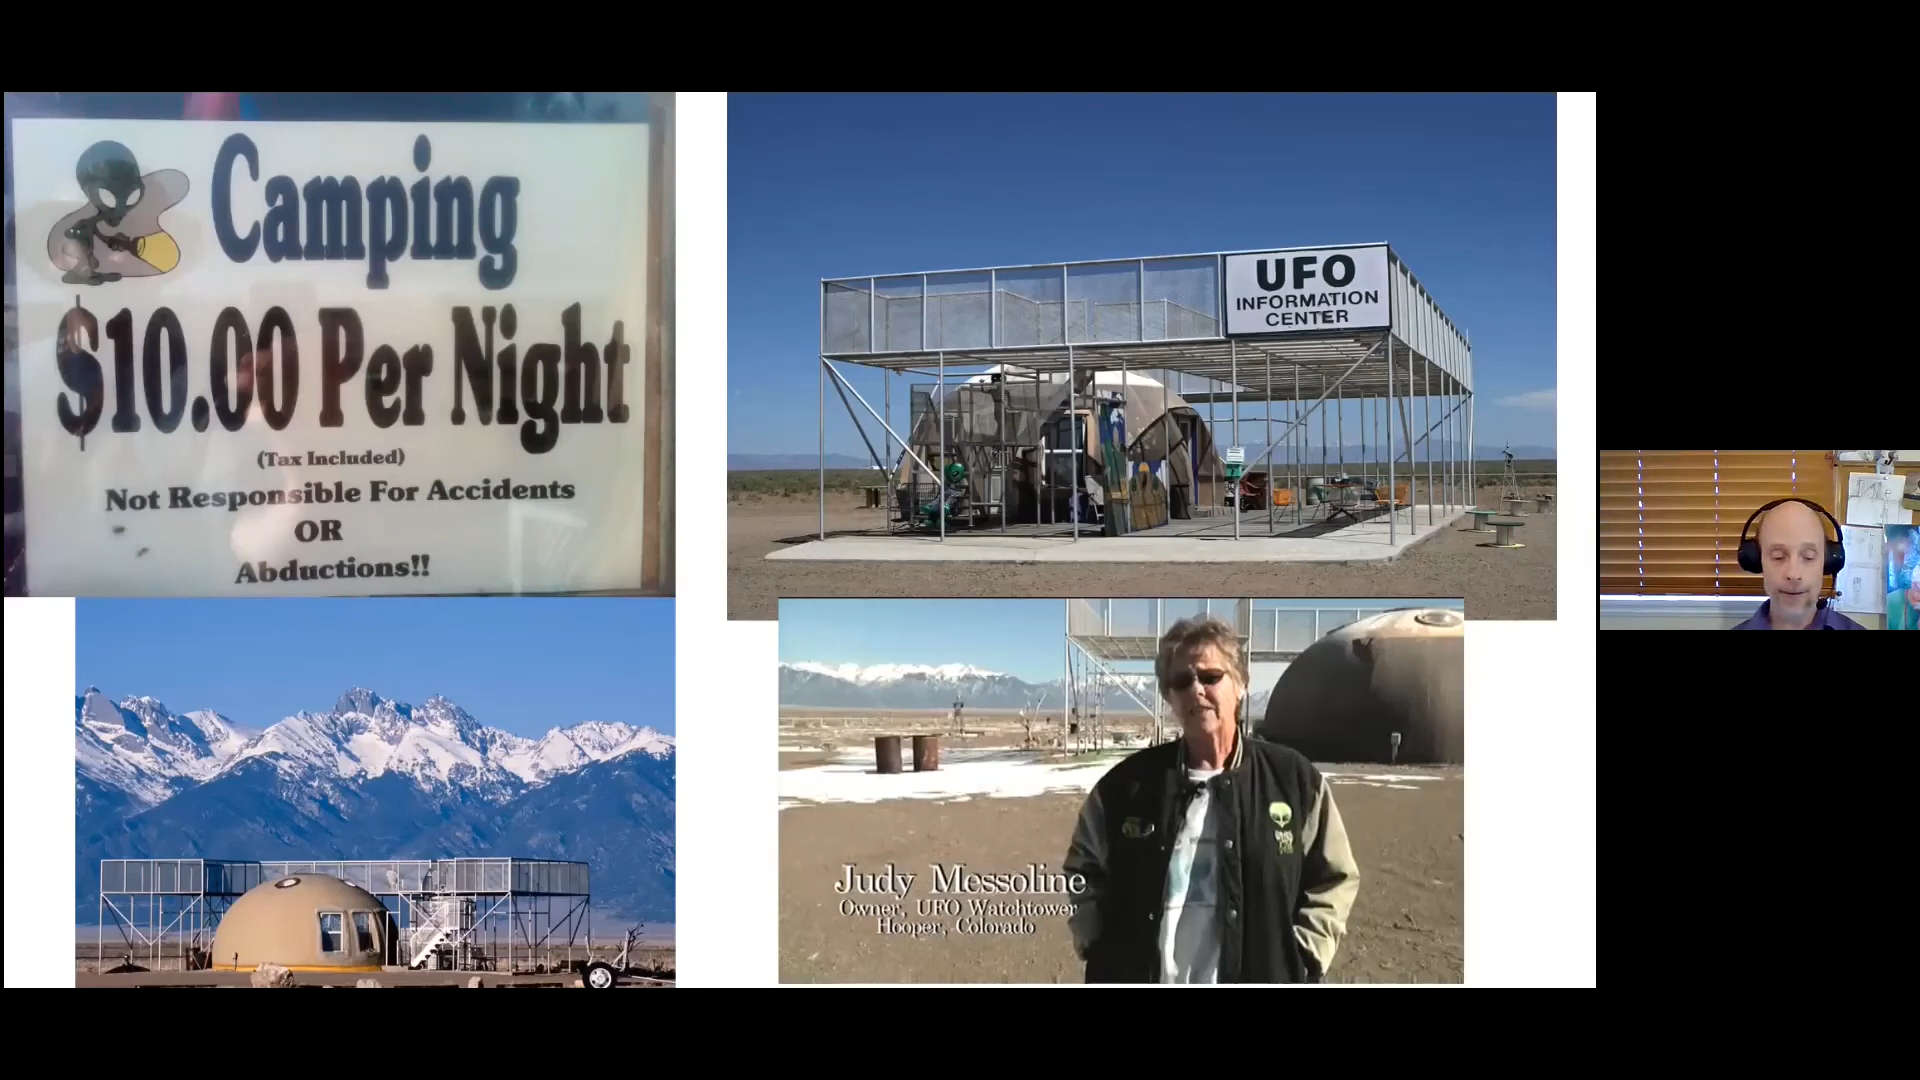 Camping
$10.00 Per Night
(Tax Included)
Not Responsible For Accidents
OR
Abductions!!
UFO
INFORMATION
CENTER
Judy Messoline
Owner, UFO Watchtower
Hooper, Colorado